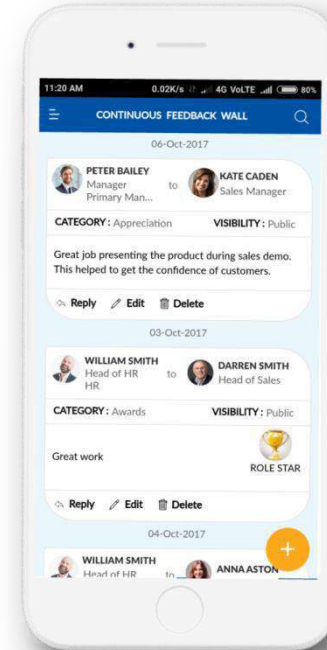 11:20 AM 0.02K/s 4G VoLTE 80%
CONTINUOUS FEEDBACK WALL
06-Oct-2017
PETER BAILEY
Manager
Primary Man...
to
KATE CADEN
Sales Manager
CATEGORY : Appreciation VISIBILITY : Public
Great job presenting the product during sales demo.
This helped to get the confidence of customers.
Reply Edit Delete
03-Oct-2017
WILLIAM SMITH
Head of HR
HR
to
DARREN SMITH
Head of Sales
CATEGORY : Awards VISIBILITY : Public
Great work
ROLE STAR
Reply Edit Delete
04-Oct-2017
WILLIAM SMITH
Head of HR
to
ANNA ASTON